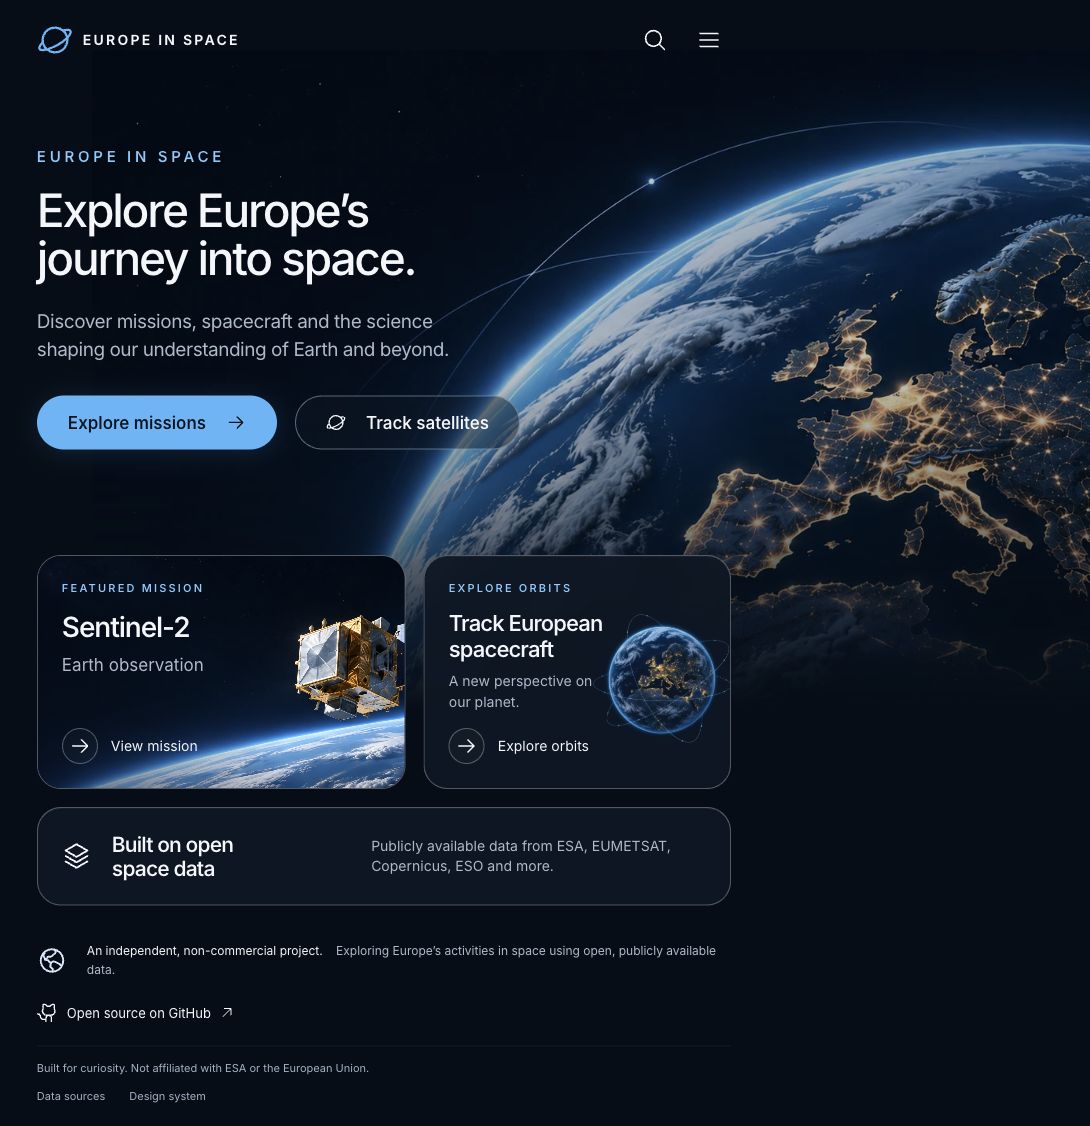 EUROPE IN SPACE
EUROPE IN SPACE
Explore Europe’s
journey into space.
Discover missions, spacecraft and the science
shaping our understanding of Earth and beyond.
Explore missions
Track satellites
FEATURED MISSION
Sentinel-2
Earth observation
View mission
EXPLORE ORBITS
Track European
spacecraft
A new perspective on
our planet.
Explore orbits
Built on open
space data
Publicly available data from ESA, EUMETSAT,
Copernicus, ESO and more.
An independent, non-commercial project. Exploring Europe’s activities in space using open, publicly available
data.
Open source on GitHub
Built for curiosity. Not affiliated with ESA or the European Union.
Data sources Design system